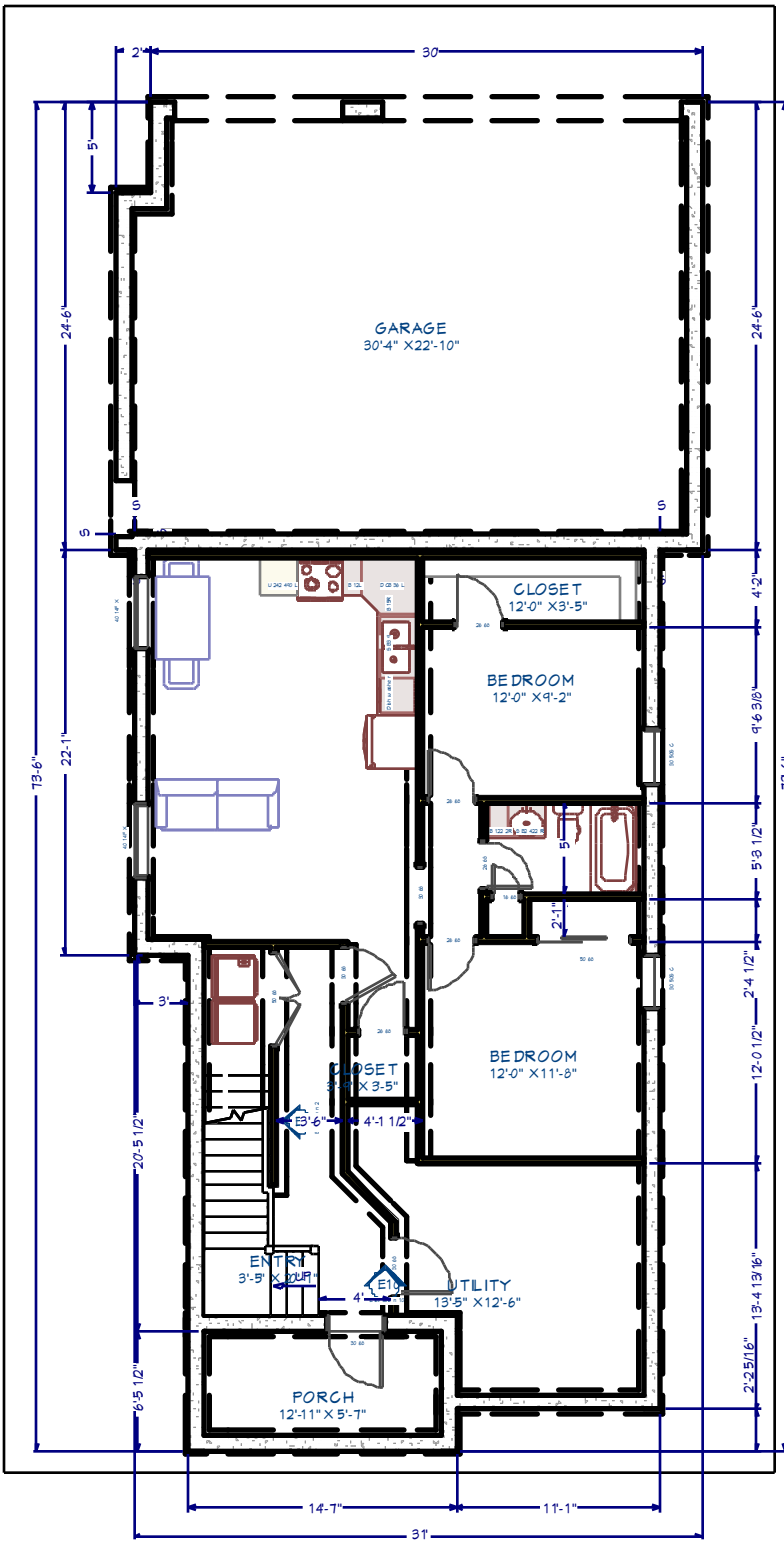 2'
30'
5'
24'-6"
24'-6"
GARAGE
30'-4" X22'-10"
S
S
S
CLOSET
12'-0" X3'-5"
4'-2"
BEDROOM
12'-0" X9'-2"
9'-6 3/8"
73'-6"
22'-1"
5'
5'-3 1/2"
2'-1"
2'-4 1/2"
3'
BEDROOM
12'-0" X11'-8"
12'-0 1/2"
CLOSET
3'-9" X 3'-5"
3'-6"
4'-1 1/2"
20'-5 1/2"
ENTRY
UP
4'
E10
UTILITY
13'-5" X 12'-6"
13'-4 13/16"
2'-2 5/16"
6'-5 1/2"
PORCH
12'-11" X 5'-7"
14'-7"
11'-1"
31'